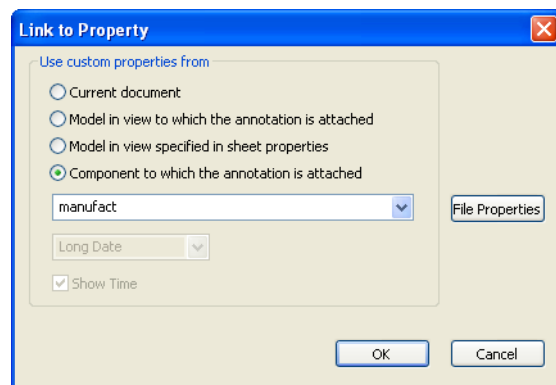 Link to Property
Use custom properties from
Current document
Model in view to which the annotation is attached
Model in view specified in sheet properties
Component to which the annotation is attached
manufact
File Properties
Long Date
Show Time
OK
Cancel